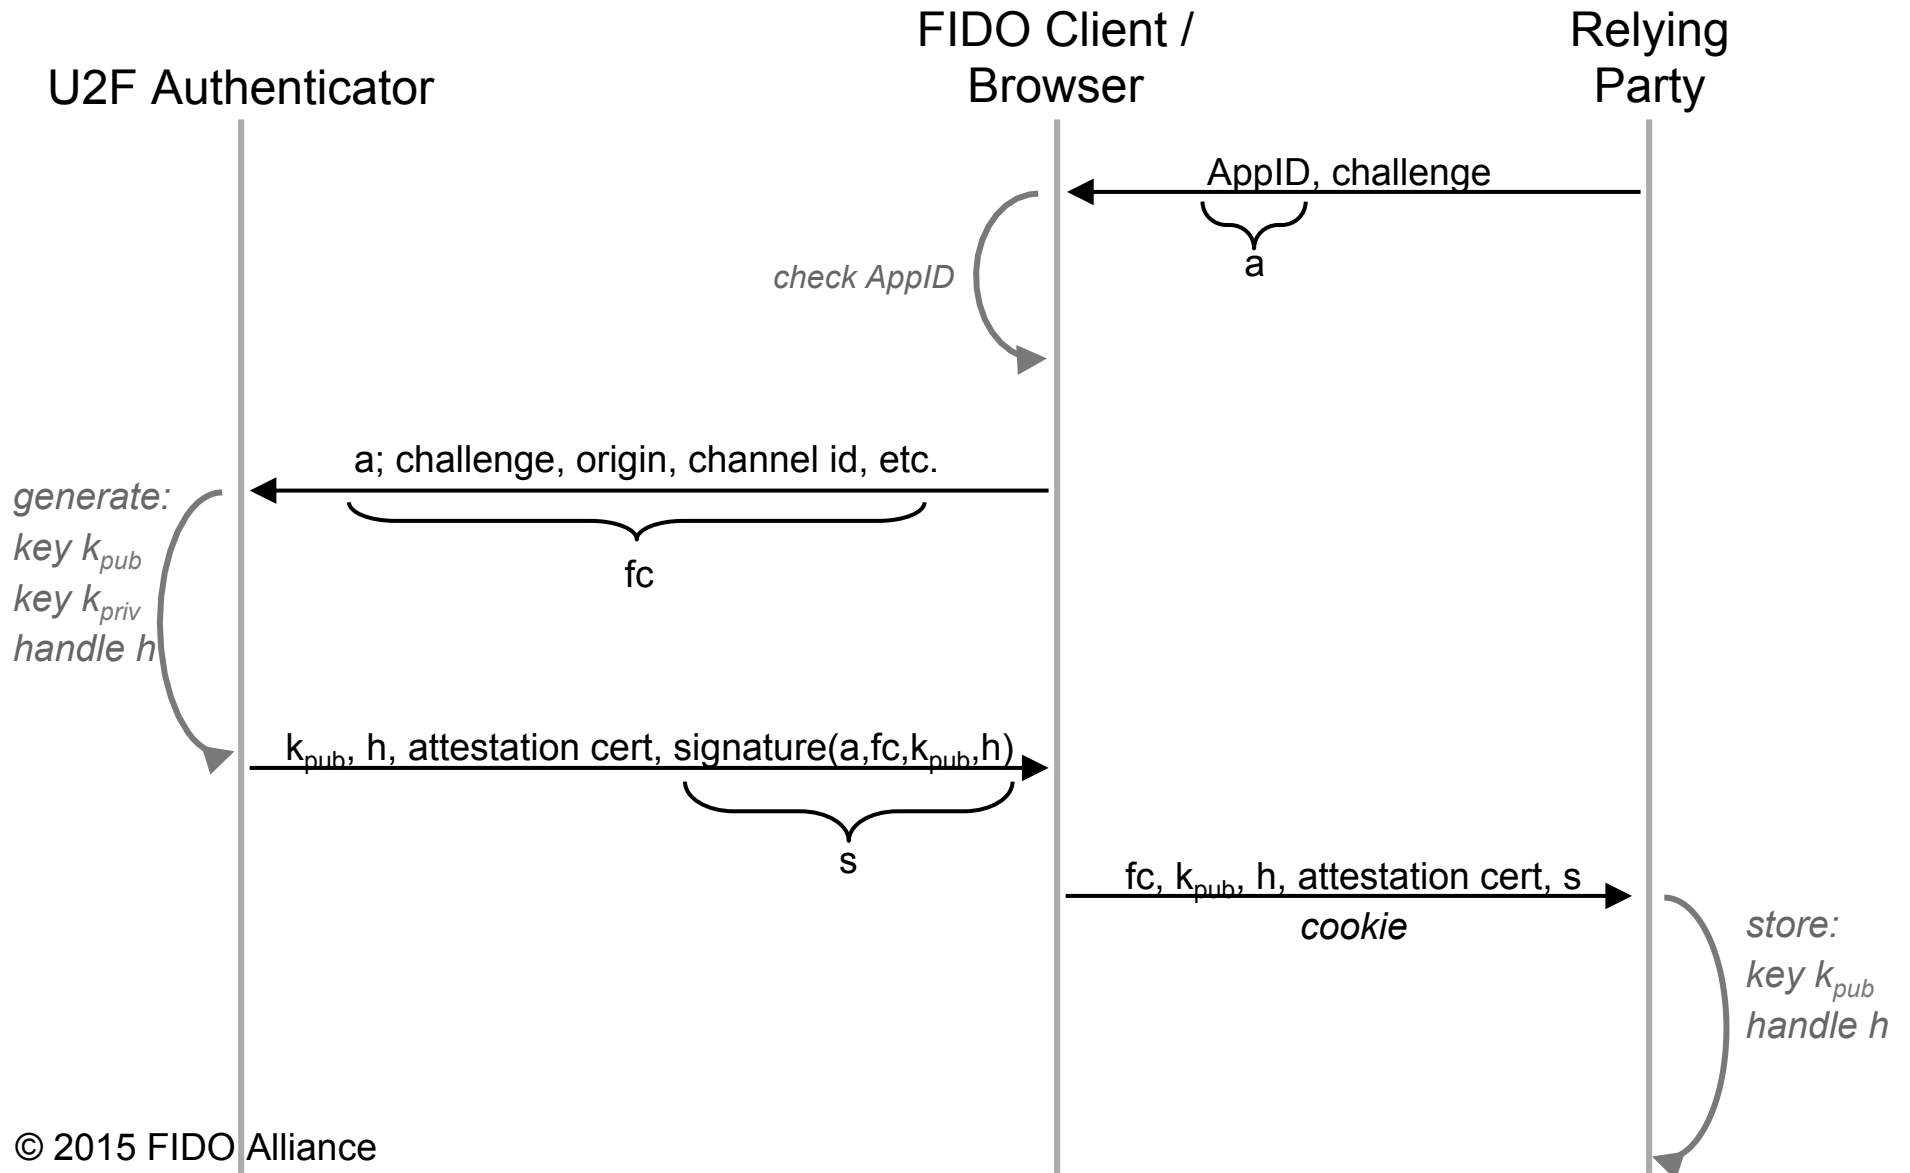 FIDO Client /
Browser
Relying
Party
U2F Authenticator
AppID, challenge
a
check AppID
a; challenge, origin, channel id, etc.
fc
generate:
key kpub
key kpriv
handle h
kpub, h, attestation cert, signature(a,fc,kpub,h)
s
fc, kpub, h, attestation cert, s
cookie
store:
key kpub
handle h
© 2015 FIDO Alliance